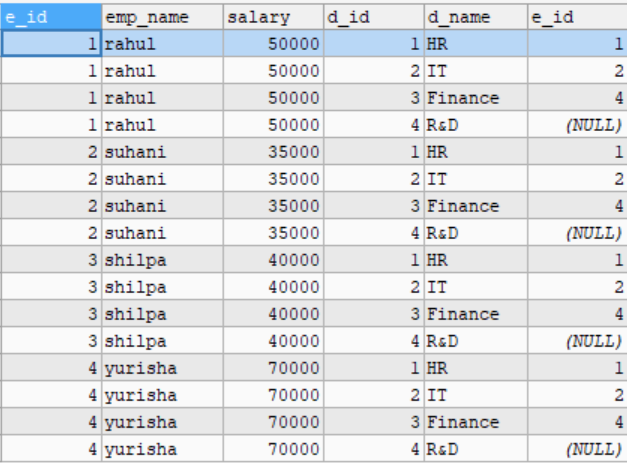 e_id emp_name salary d_id d_name e_id
1 rahul 50000 1 HR 1
1 rahul 50000 2 IT 2
1 rahul 50000 3 Finance 4
1 rahul 50000 4 R&D (NULL)
2 suhani 35000 1 HR 1
2 suhani 35000 2 IT 2
2 suhani 35000 3 Finance 4
2 suhani 35000 4 R&D (NULL)
3 shilpa 40000 1 HR 1
3 shilpa 40000 2 IT 2
3 shilpa 40000 3 Finance 4
3 shilpa 40000 4 R&D (NULL)
4 yurisha 70000 1 HR 1
4 yurisha 70000 2 IT 2
4 yurisha 70000 3 Finance 4
4 yurisha 70000 4 R&D (NULL)